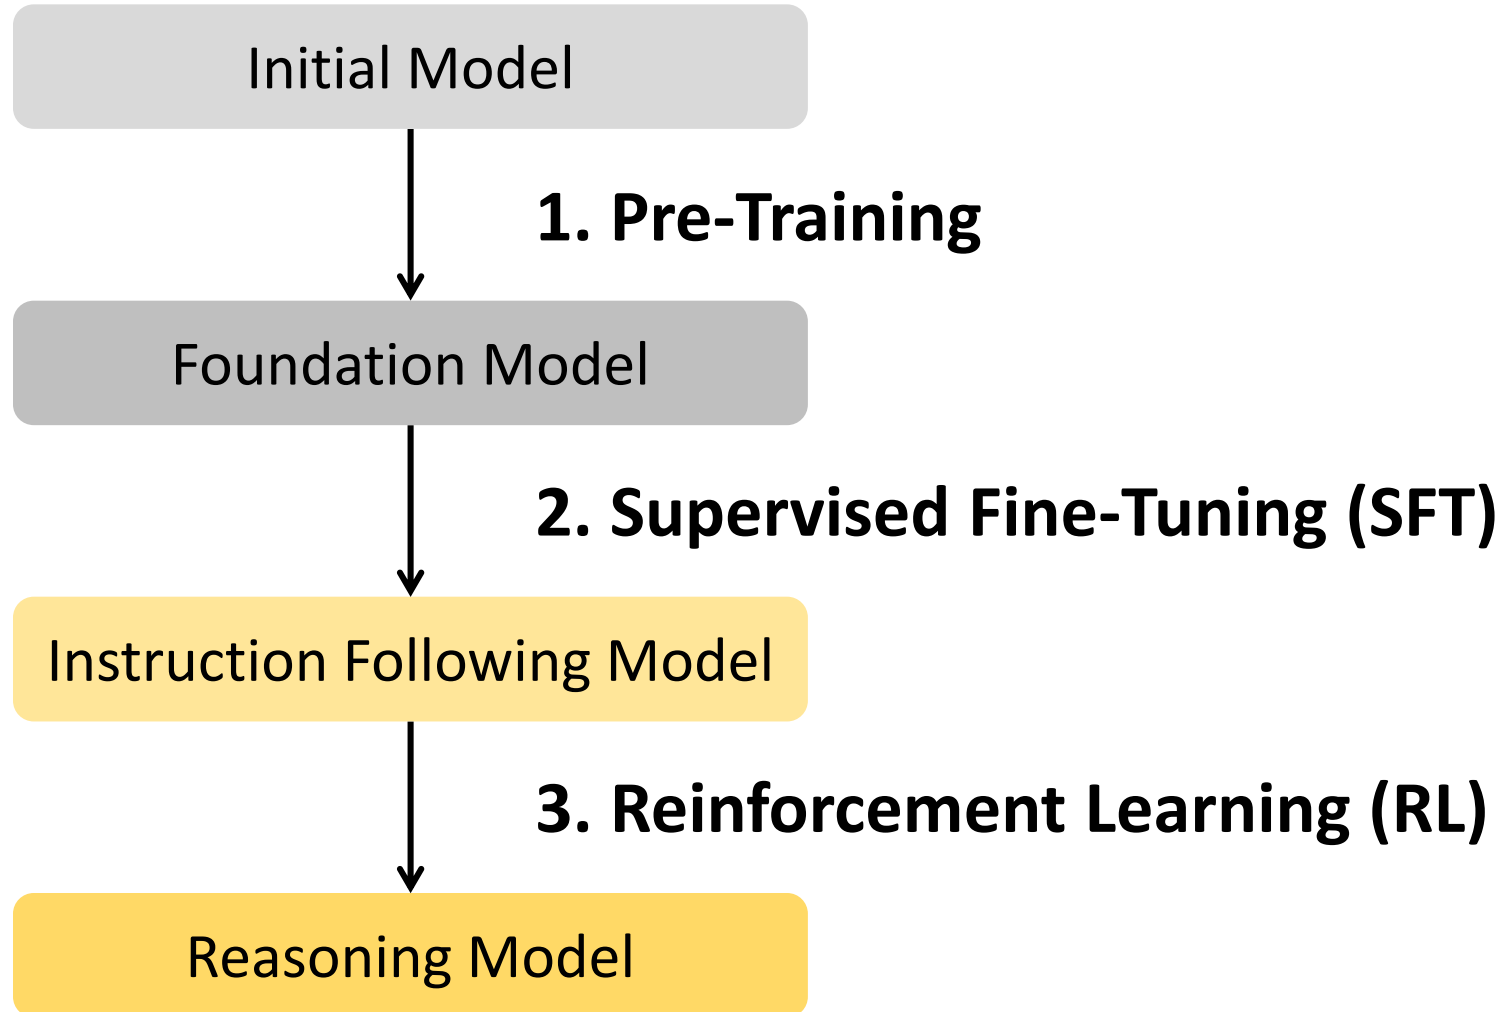 Initial Model
1. Pre-Training
Foundation Model
2. Supervised Fine-Tuning (SFT)
Instruction Following Model
3. Reinforcement Learning (RL)
Reasoning Model